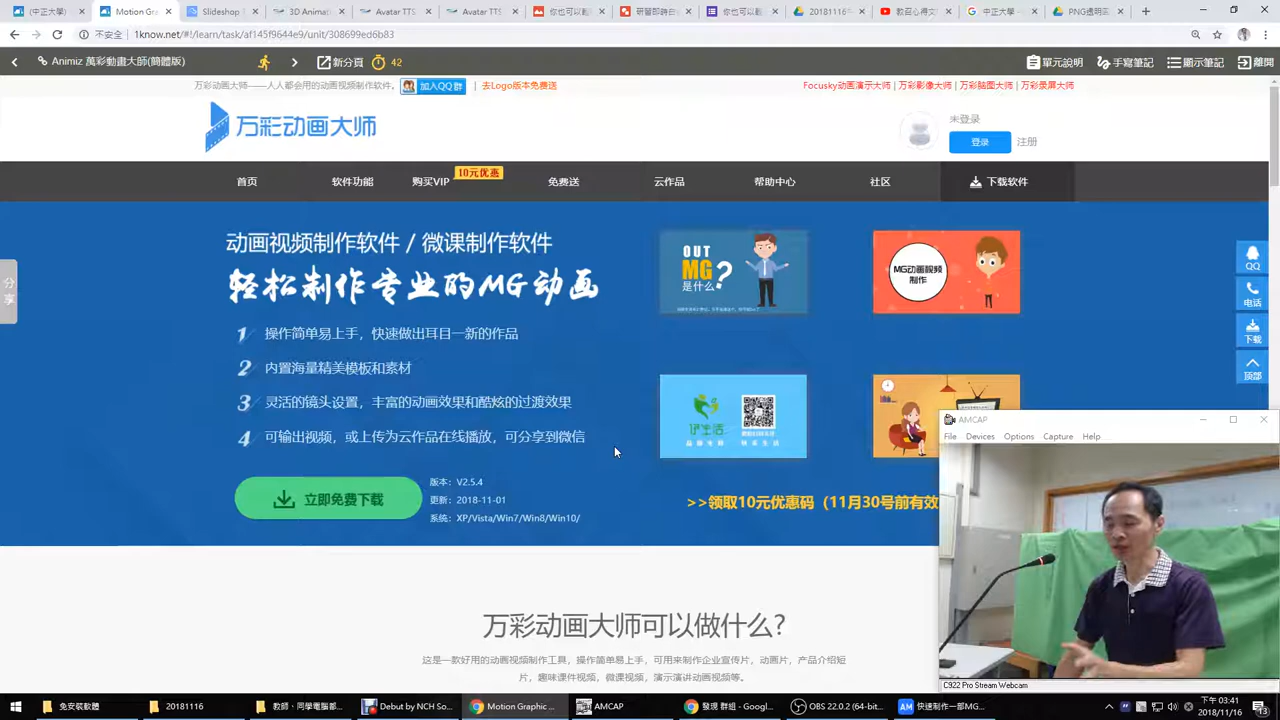 (中正大學)
Motion Gr
Slideshop
3D Animati
Avatar TTS
Avatar TTS
你也可以
研習即時
你也可以
20181116
教召心得文
中正大學
PNG透明
1know.net/#!/learn/task/af145f9644e9/unit/308699ed6b83
不安全
Animiz 萬彩動畫大師(簡體版)
新分頁
42
單元說明
手寫筆記
顯示筆記
離開
万彩动画大师——人人都会用的动画视频制作软件。
加入QQ群
去Logo版本免费送
Focusky动画演示大师 | 万彩影像大师 | 万彩脑图大师 | 万彩录屏大师
万彩动画大师
未登录
登录
注册
首页
软件功能
购买VIP
10元优惠
免费送
云作品
帮助中心
社区
下载软件
动画视频制作软件 / 微课制作软件
轻松制作专业的MG动画
1 操作简单易上手，快速做出耳目一新的作品
2 内置海量精美模板和素材
3 灵活的镜头设置，丰富的动画效果和酷炫的过渡效果
4 可输出视频，或上传为云作品在线播放，可分享到微信
立即免费下载
版本：V2.5.4
更新：2018-11-01
系统：XP/Vista/Win7/Win8/Win10/
OUT
MG?
是什么
MG动画视频
制作
>>领取10元优惠码（11月30号前有效
分
享
QQ
电话
下载
顶部
万彩动画大师可以做什么?
这是一款好用的动画视频制作工具，操作简单易上手，可用来制作企业宣传片，动画片，产品介绍短
片，趣味课件视频，微课视频，演示演讲动画视频等。
AMCAP
File Devices Options Capture Help
C922 Pro Stream Webcam
免安裝軟體
20181116
教師、同學電腦都...
Debut by NCH So...
Motion Graphic ...
AMCAP
發現 群組 - Googl...
OBS 22.0.2 (64-bit...
快速制作一部MG...
下午 03:41
2018/11/16
13